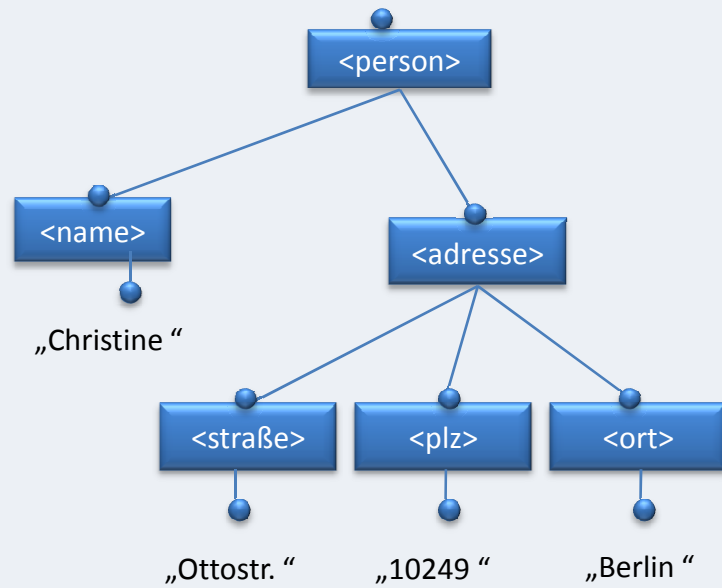 <person>
<name>
<adresse>
„Christine “
<straße>
<plz>
<ort>
„Ottostr. “
„10249 “
„Berlin “